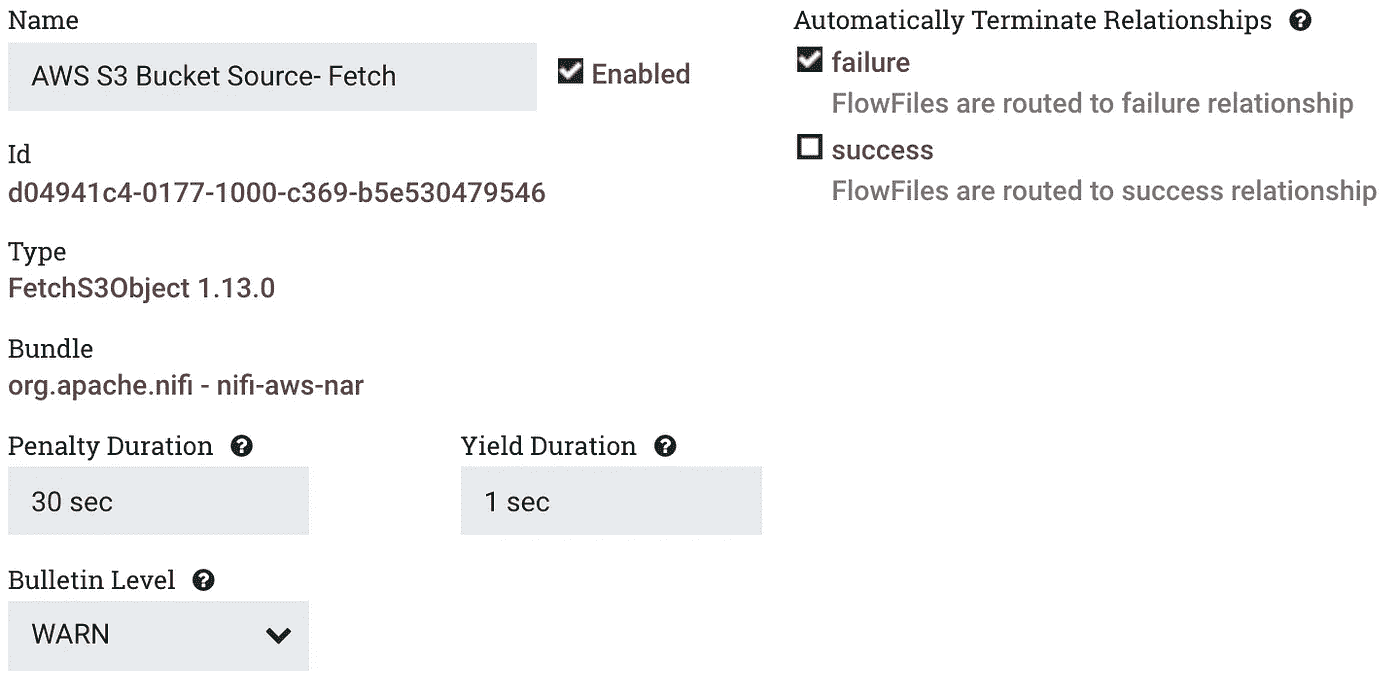 Name
AWS S3 Bucket Source- Fetch
Enabled
Id
d04941c4-0177-1000-c369-b5e530479546
Type
FetchS3Object 1.13.0
Bundle
org.apache.nifi - nifi-aws-nar
Penalty Duration
30 sec
Yield Duration
1 sec
Bulletin Level
WARN
Automatically Terminate Relationships
failure
FlowFiles are routed to failure relationship
success
FlowFiles are routed to success relationship